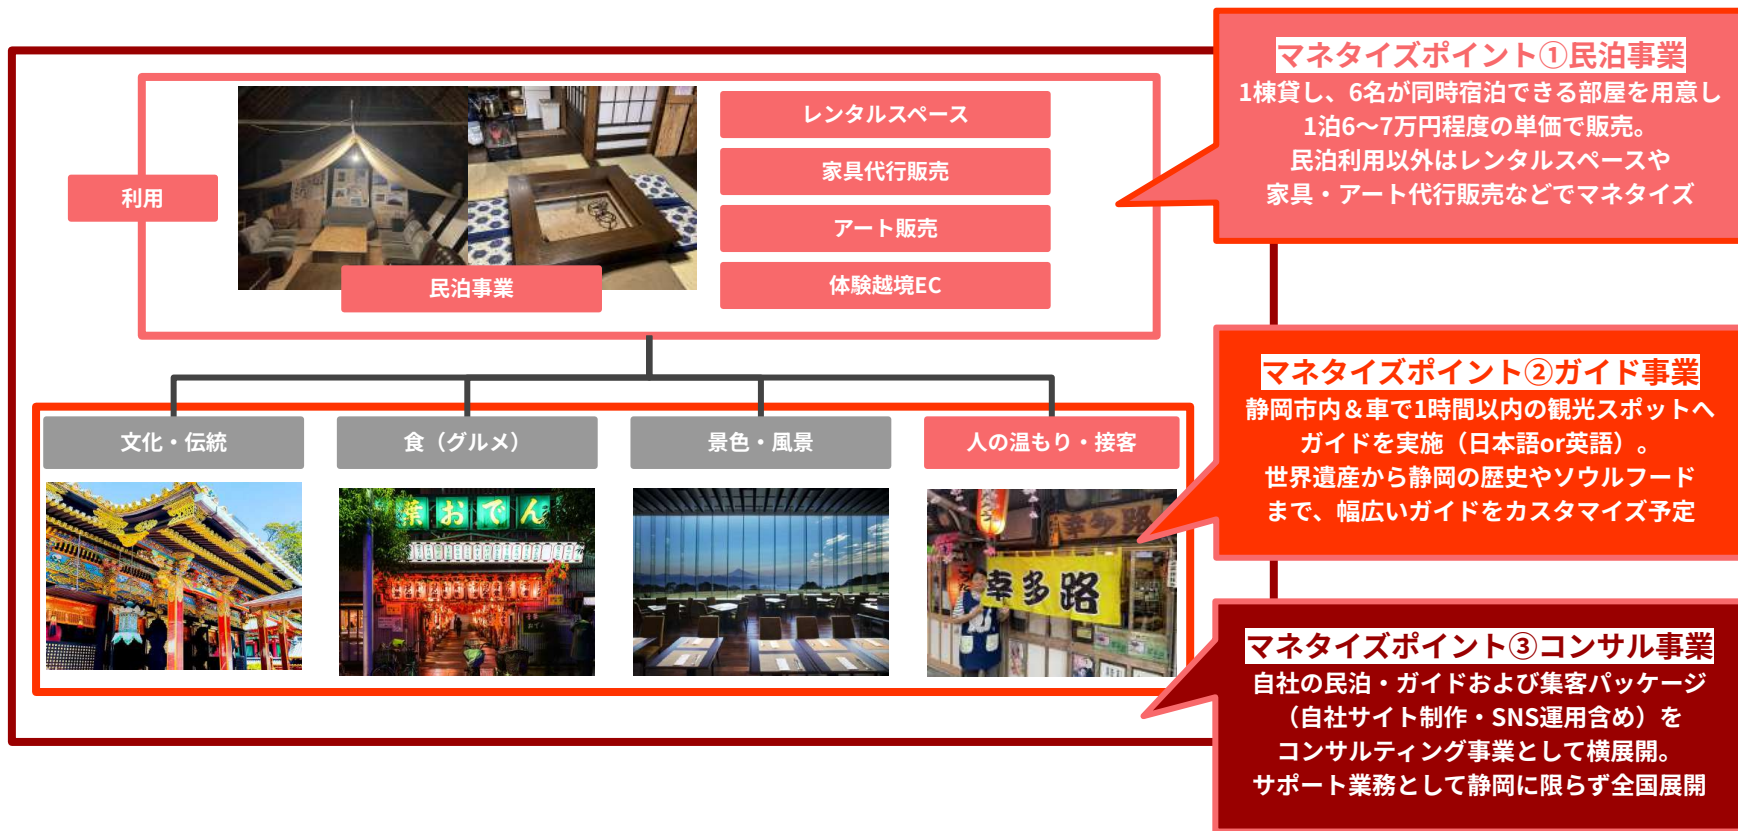 マネタイズポイント①民泊事業
1棟貸し、6名が同時宿泊できる部屋を用意し
1泊6〜7万円程度の単価で販売。
民泊利用以外はレンタルスペースや
家具・アート代行販売などでマネタイズ
利用
民泊事業
レンタルスペース
家具代行販売
アート販売
体験越境EC
マネタイズポイント②ガイド事業
静岡市内＆車で1時間以内の観光スポットへ
ガイドを実施（日本語or英語）。
世界遺産から静岡の歴史やソウルフード
まで、幅広いガイドをカスタマイズ予定
文化・伝統
食（グルメ）
景色・風景
人の温もり・接客
葉おでん
幸多路
幸多路
マネタイズポイント③コンサル事業
自社の民泊・ガイドおよび集客パッケージ
（自社サイト制作・SNS運用含め）を
コンサルティング事業として横展開。
サポート業務として静岡に限らず全国展開